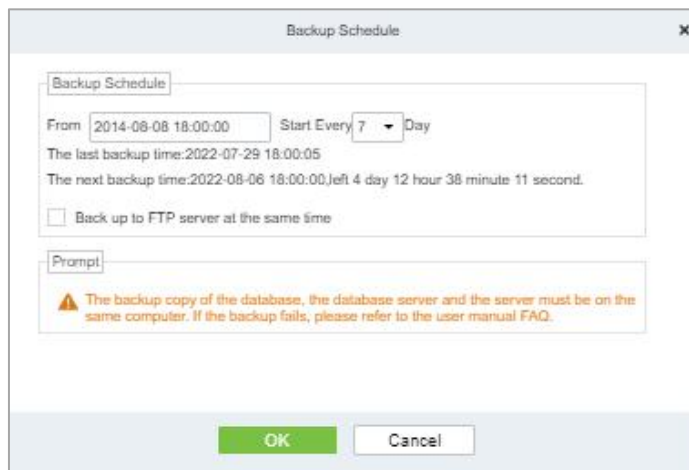 Backup Schedule
Backup Schedule
From 2014-08-08 18:00:00 Start Every 7 Day
The last backup time:2022-07-29 18:00:05
The next backup time:2022-08-06 18:00:00,left 4 day 12 hour 38 minute 11 second.
Back up to FTP server at the same time
Prompt
The backup copy of the database, the database server and the server must be on the
same computer. If the backup fails, please refer to the user manual FAQ.
OK Cancel